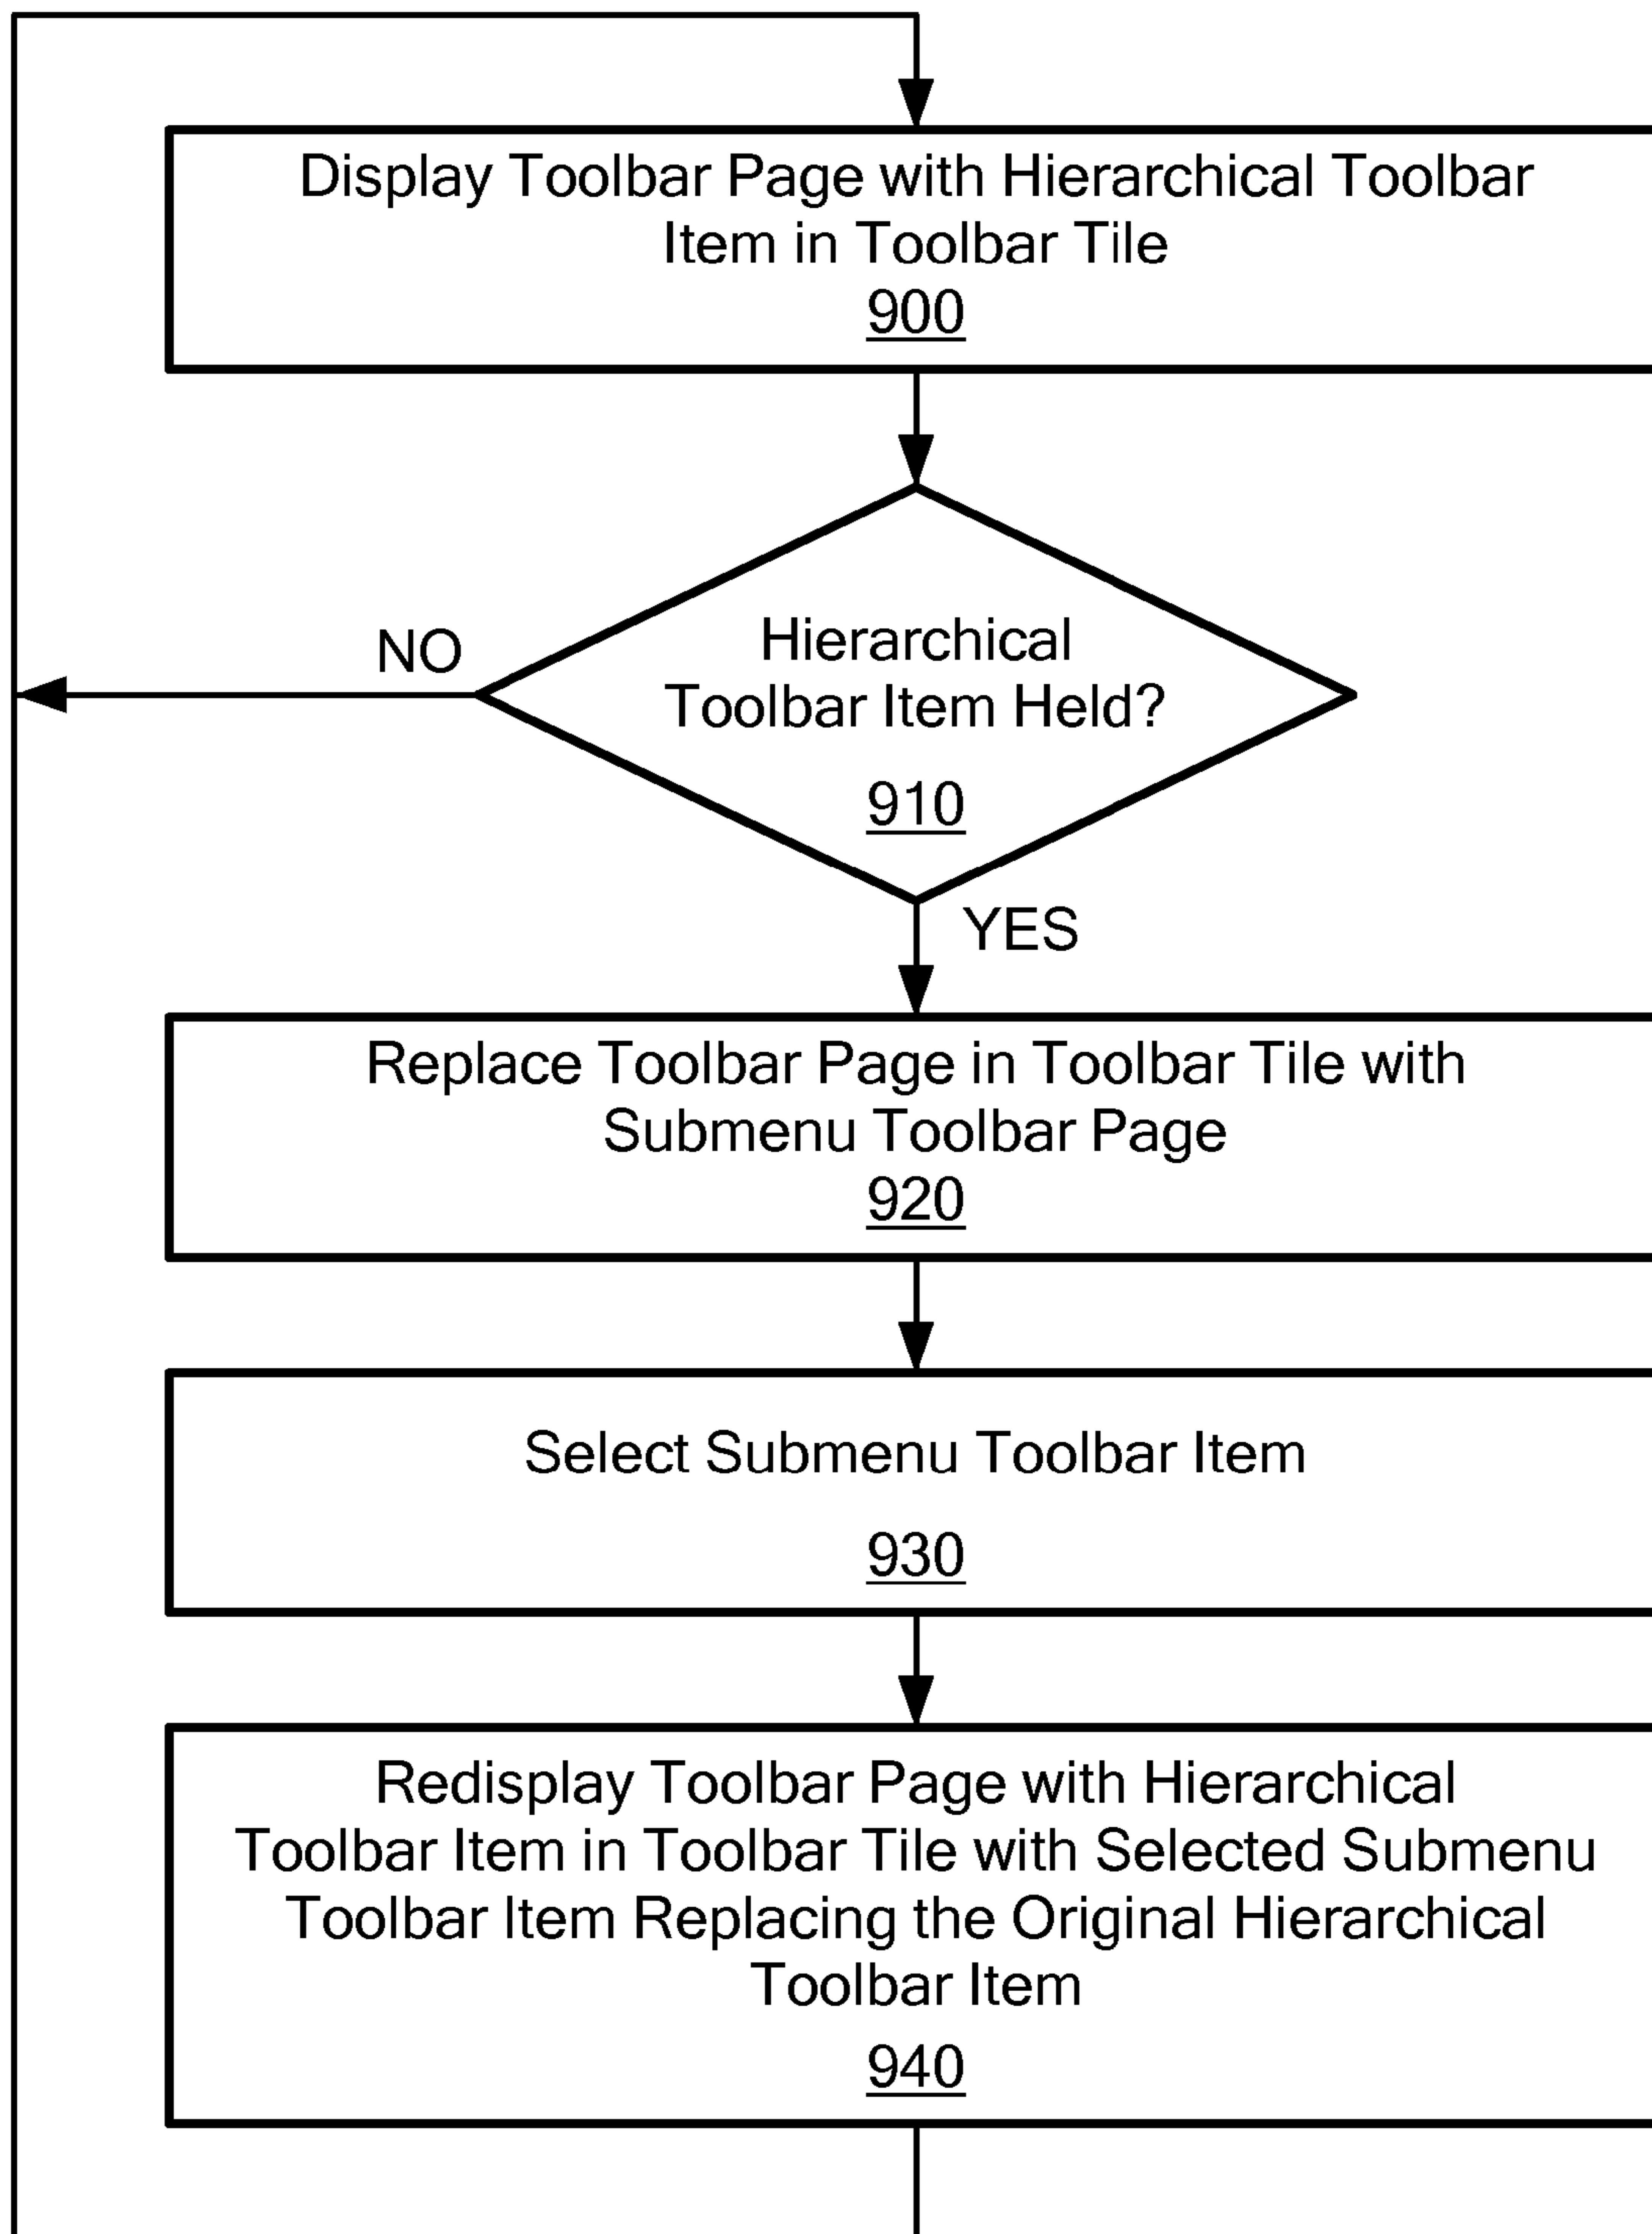 Display Toolbar Page with Hierarchical Toolbar
Item in Toolbar Tile
900
Hierarchical
Toolbar Item Held?
910
NO
YES
Replace Toolbar Page in Toolbar Tile with
Submenu Toolbar Page
920
Select Submenu Toolbar Item
930
Redisplay Toolbar Page with Hierarchical
Toolbar Item in Toolbar Tile with Selected Submenu
Toolbar Item Replacing the Original Hierarchical
Toolbar Item
940